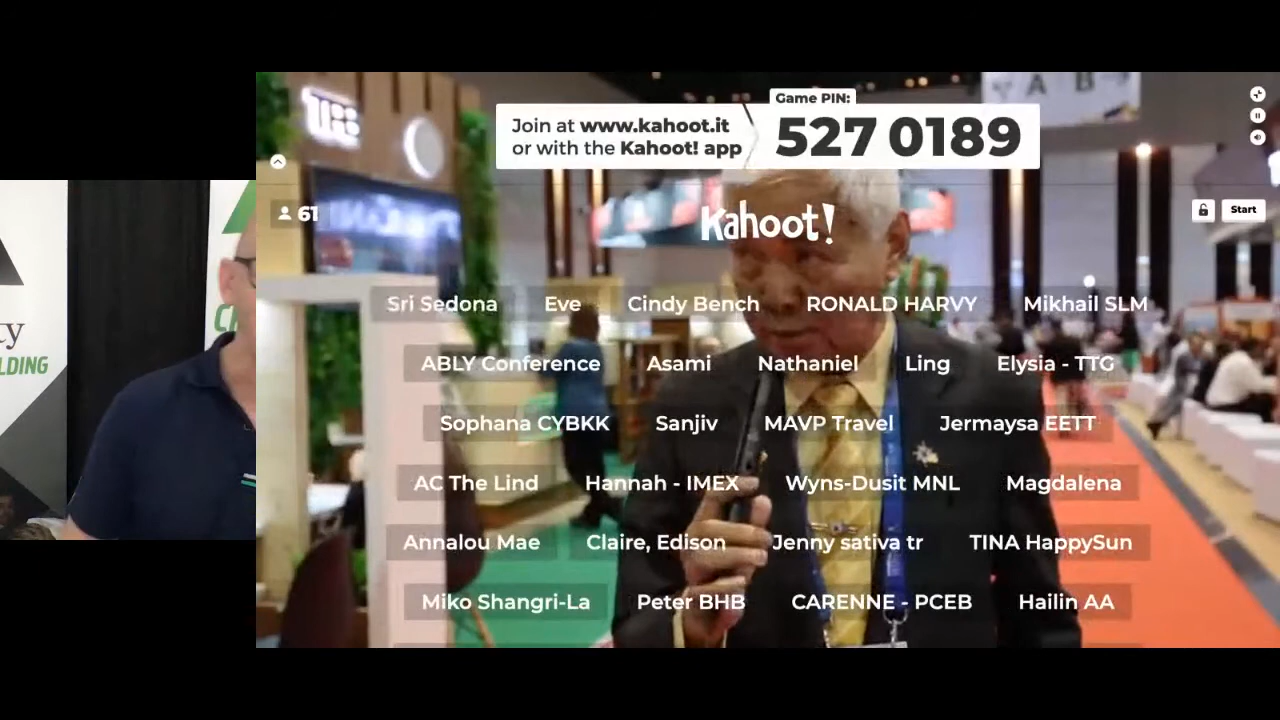 Game PIN:
Join at www.kahoot.it
or with the Kahoot! app
527 0189
61
Kahoot!
Start
Sri Sedona Eve Cindy Bench RONALD HARVY Mikhail SLM
ABLY Conference Asami Nathaniel Ling Elysia - TTG
Sophana CYBKK Sanjiv MAVP Travel Jermaysa EETT
AC The Lind Hannah - IMEX Wyns-Dusit MNL Magdalena
Annalou Mae Claire, Edison Jenny sativa tr TINA HappySun
Miko Shangri-La Peter BHB CARENNE - PCEB Hailin AA
ty
LDING